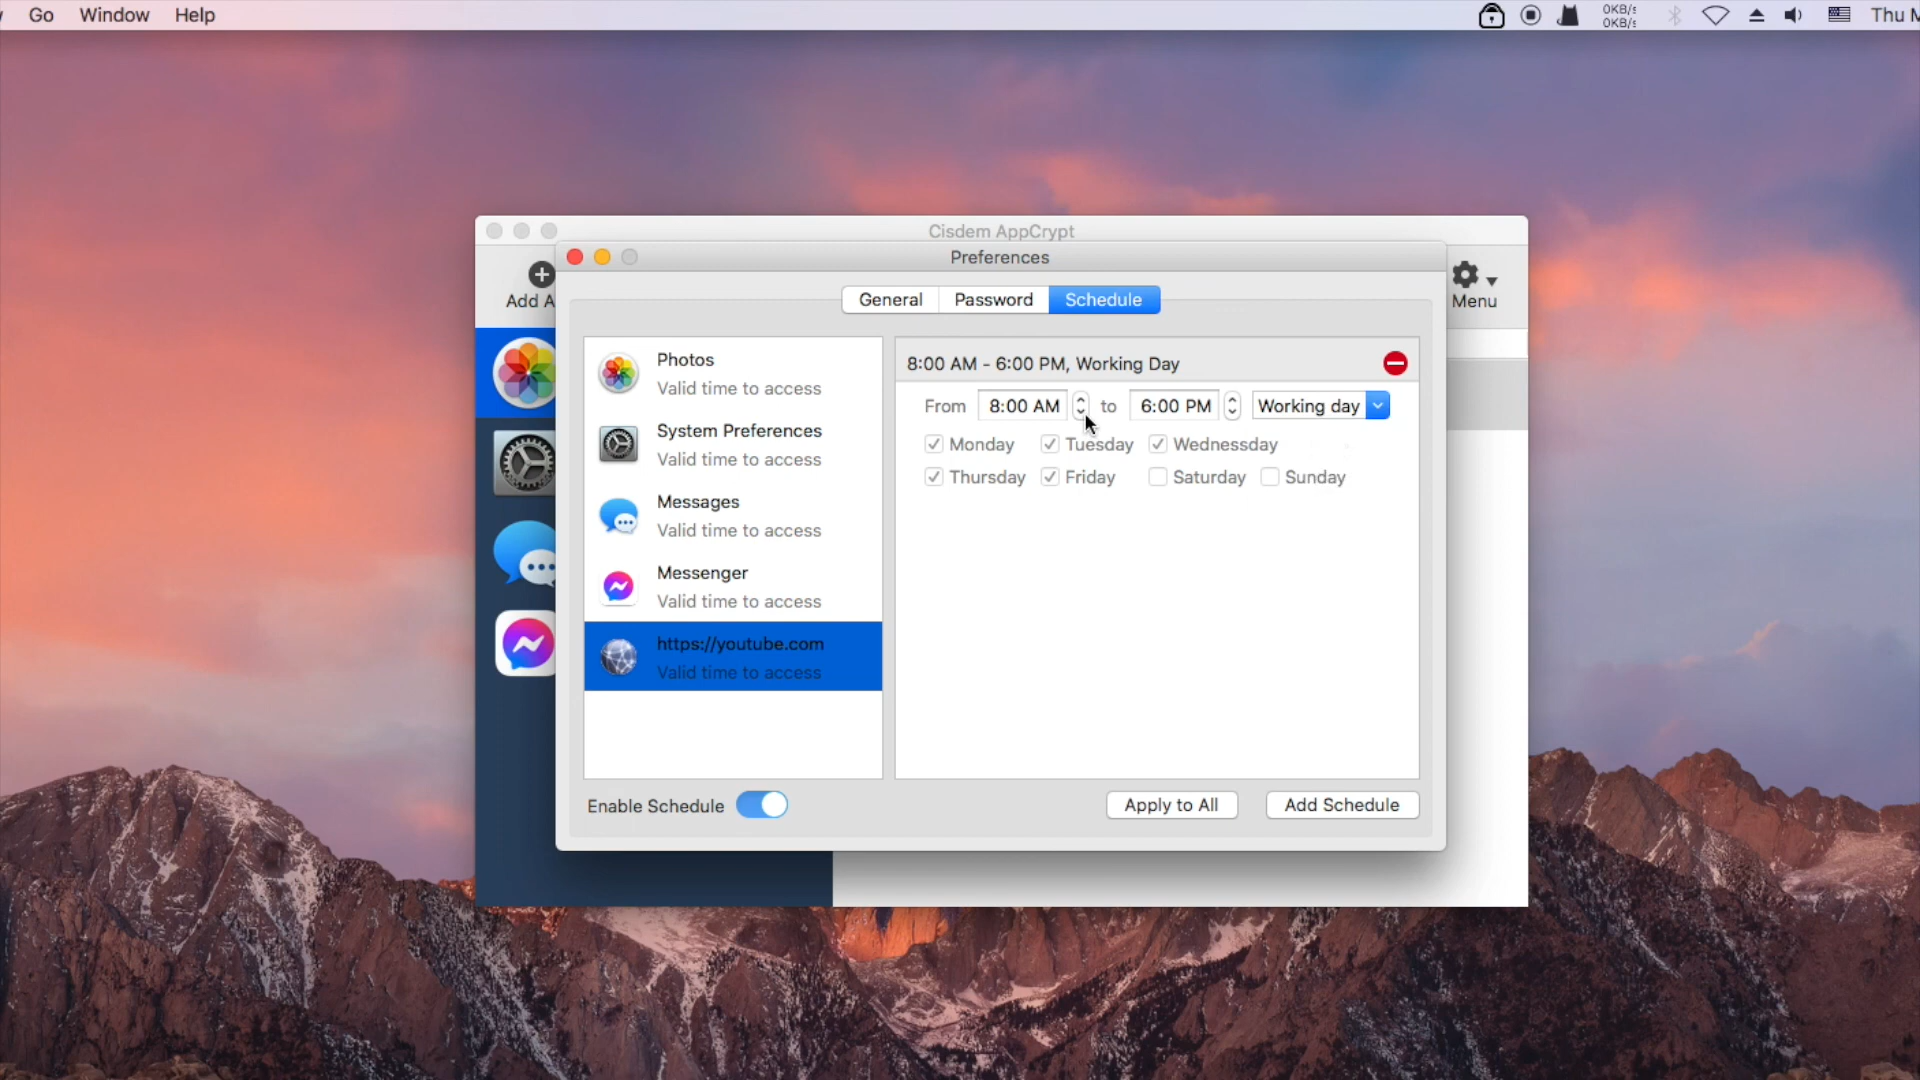 Go Window Help
0KB/s
0KB/s
Thu
Cisdem AppCrypt
Preferences
Add A
Menu
General Password Schedule
Photos
Valid time to access
System Preferences
Valid time to access
Messages
Valid time to access
Messenger
Valid time to access
https://youtube.com
Valid time to access
8:00 AM - 6:00 PM, Working Day
From 8:00 AM to 6:00 PM Working day
Monday Tuesday Wednessday
Thursday Friday Saturday Sunday
Enable Schedule
Apply to All
Add Schedule